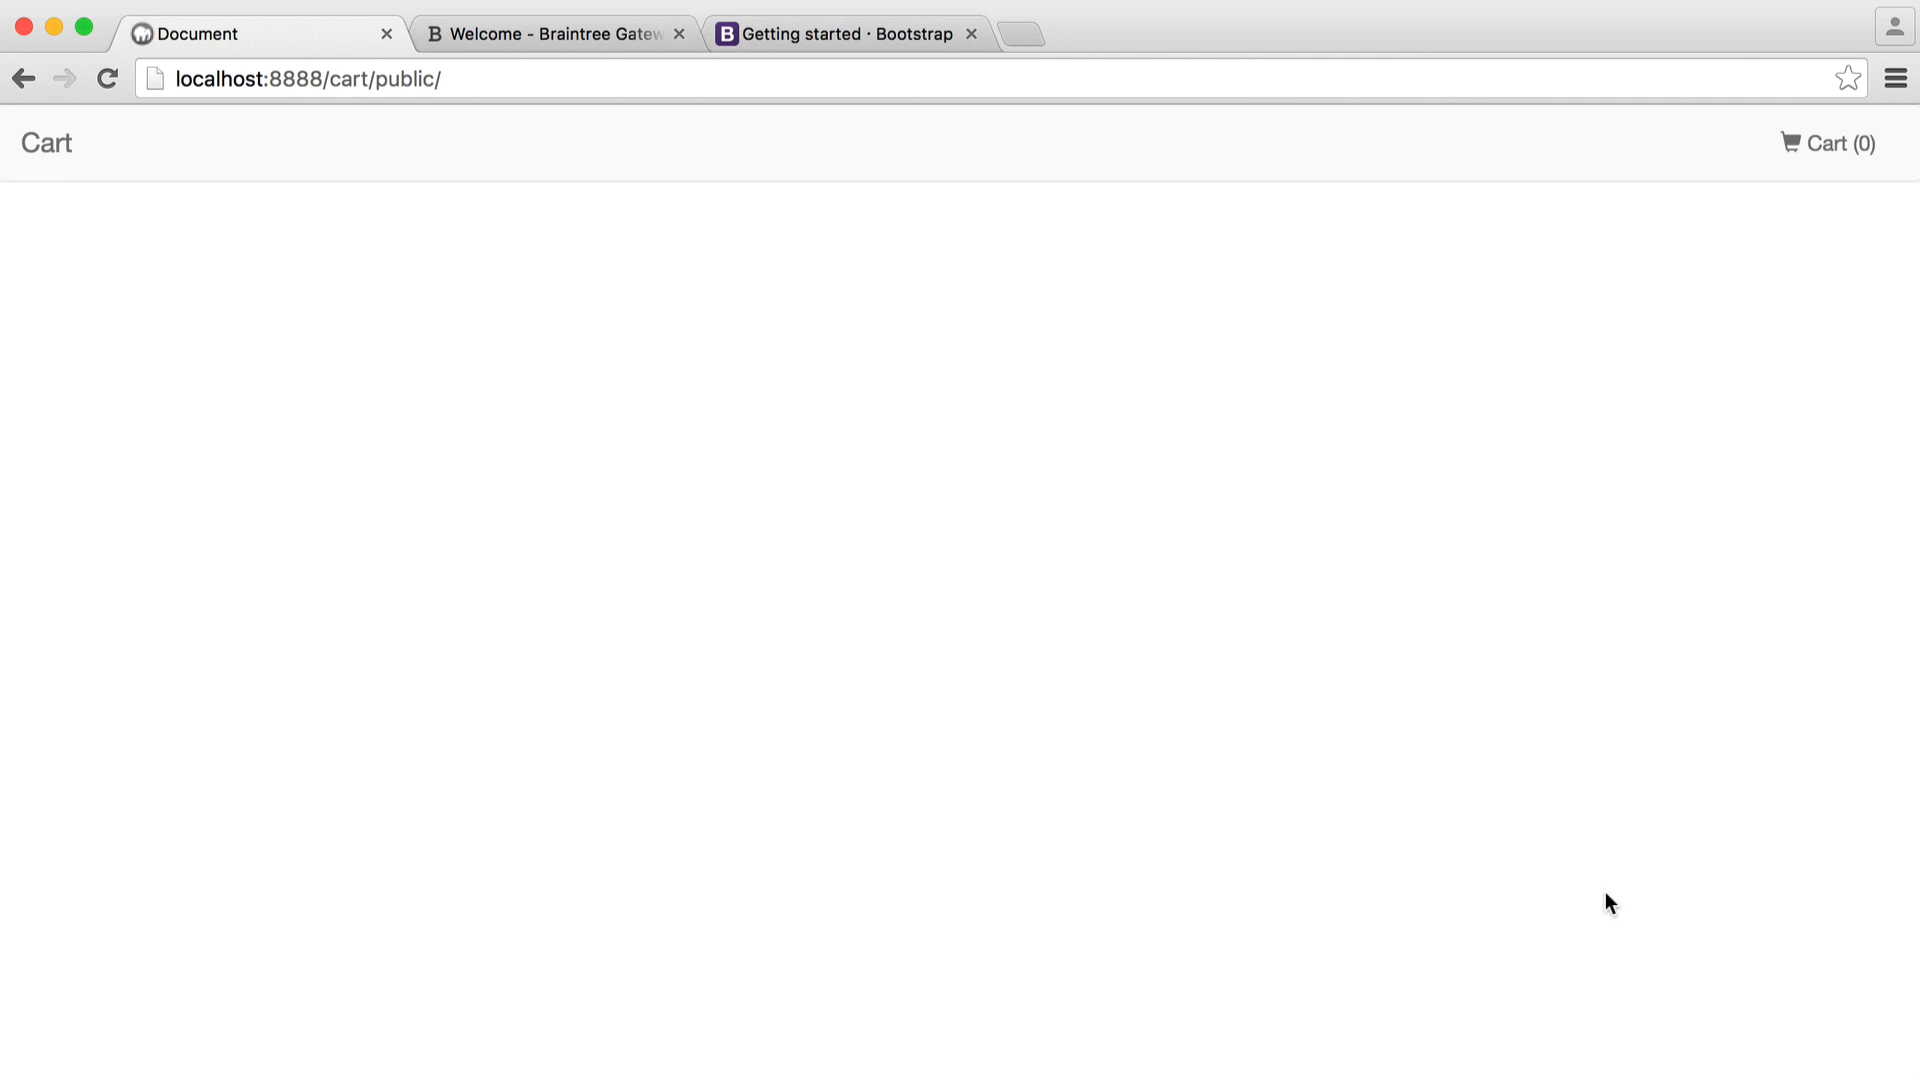 Document
B Welcome - Braintree Gatew
B Getting started · Bootstrap
localhost:8888/cart/public/
Cart
Cart (0)